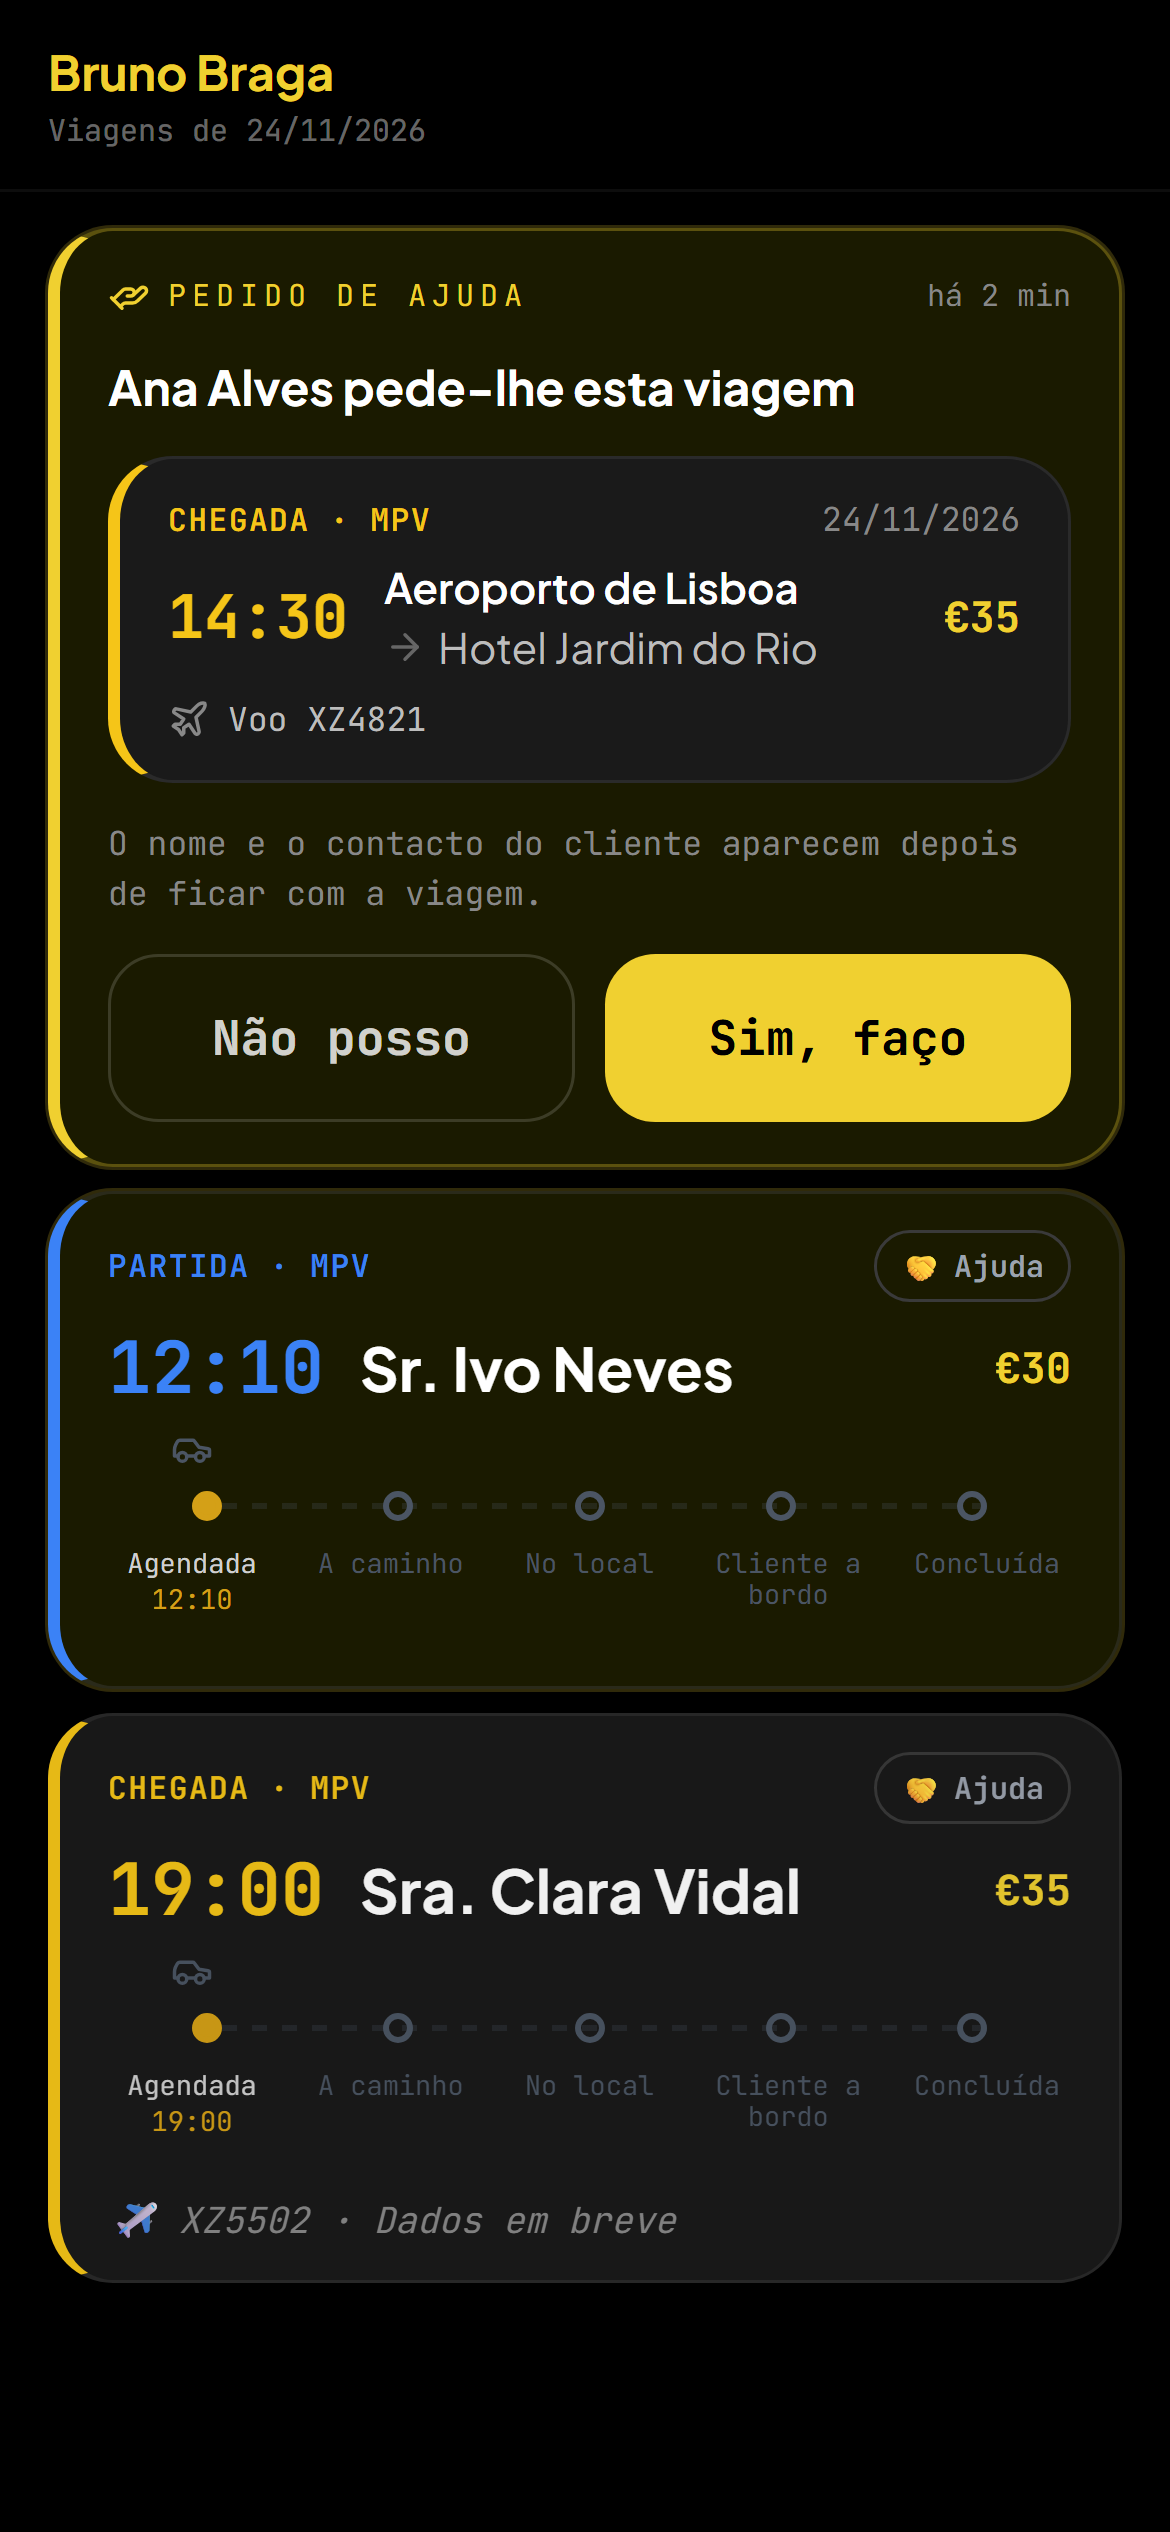 Bruno Braga
Viagens de 24/11/2026
PEDIDO DE AJUDA
há 2 min
Ana Alves pede-lhe esta viagem
CHEGADA · MPV
24/11/2026
14:30
Aeroporto de Lisboa
→ Hotel Jardim do Rio
€35
Voo XZ4821
O nome e o contacto do cliente aparecem depois
de ficar com a viagem.
Não posso
Sim, faço
PARTIDA · MPV
Ajuda
12:10
Sr. Ivo Neves
€30
Agendada
12:10
A caminho
No local
Cliente a
bordo
Concluída
CHEGADA · MPV
Ajuda
19:00
Sra. Clara Vidal
€35
Agendada
19:00
A caminho
No local
Cliente a
bordo
Concluída
XZ5502 · Dados em breve